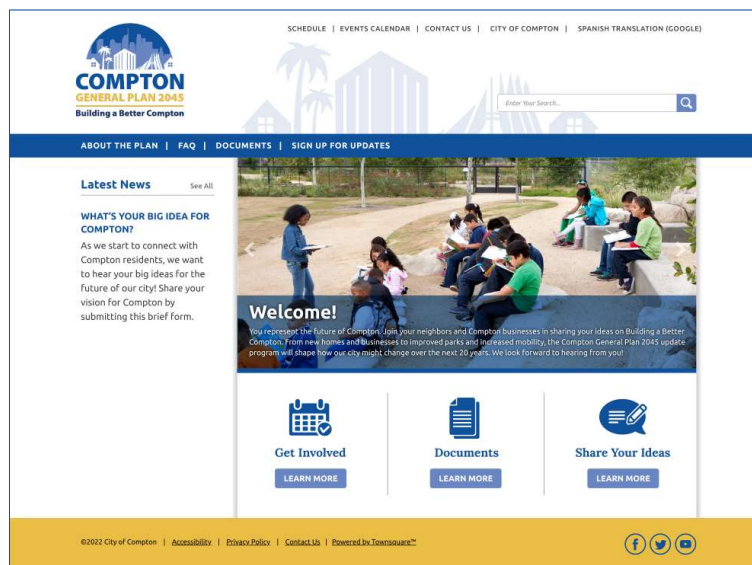 SCHEDULE | EVENTS CALENDAR | CONTACT US | CITY OF COMPTON | SPANISH TRANSLATION (GOOGLE)
COMPTON
GENERAL PLAN 2045
Building a Better Compton
Enter Your Search...
ABOUT THE PLAN | FAQ | DOCUMENTS | SIGN UP FOR UPDATES
Latest News See All
WHAT'S YOUR BIG IDEA FOR
COMPTON?
As we start to connect with
Compton residents, we want
to hear your big ideas for the
future of our city! Share your
vision for Compton by
submitting this brief form.
Welcome!
You represent the future of Compton. Join your neighbors and Compton businesses in sharing your ideas on Building a Better
Compton. From new homes and businesses to improved parks and increased mobility, the Compton General Plan 2045 update
program will shape how our city might change over the next 20 years. We look forward to hearing from you!
Get Involved
LEARN MORE
Documents
LEARN MORE
Share Your Ideas
LEARN MORE
©2022 City of Compton | Accessibility | Privacy Policy | Contact Us | Powered by Townsquare™